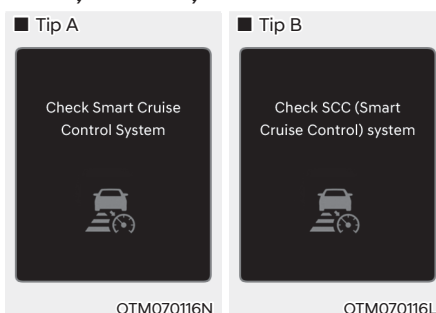 ■ Tip A
Check Smart Cruise
Control System
OTM070116N
■ Tip B
Check SCC (Smart
Cruise Control) system
OTM070116L